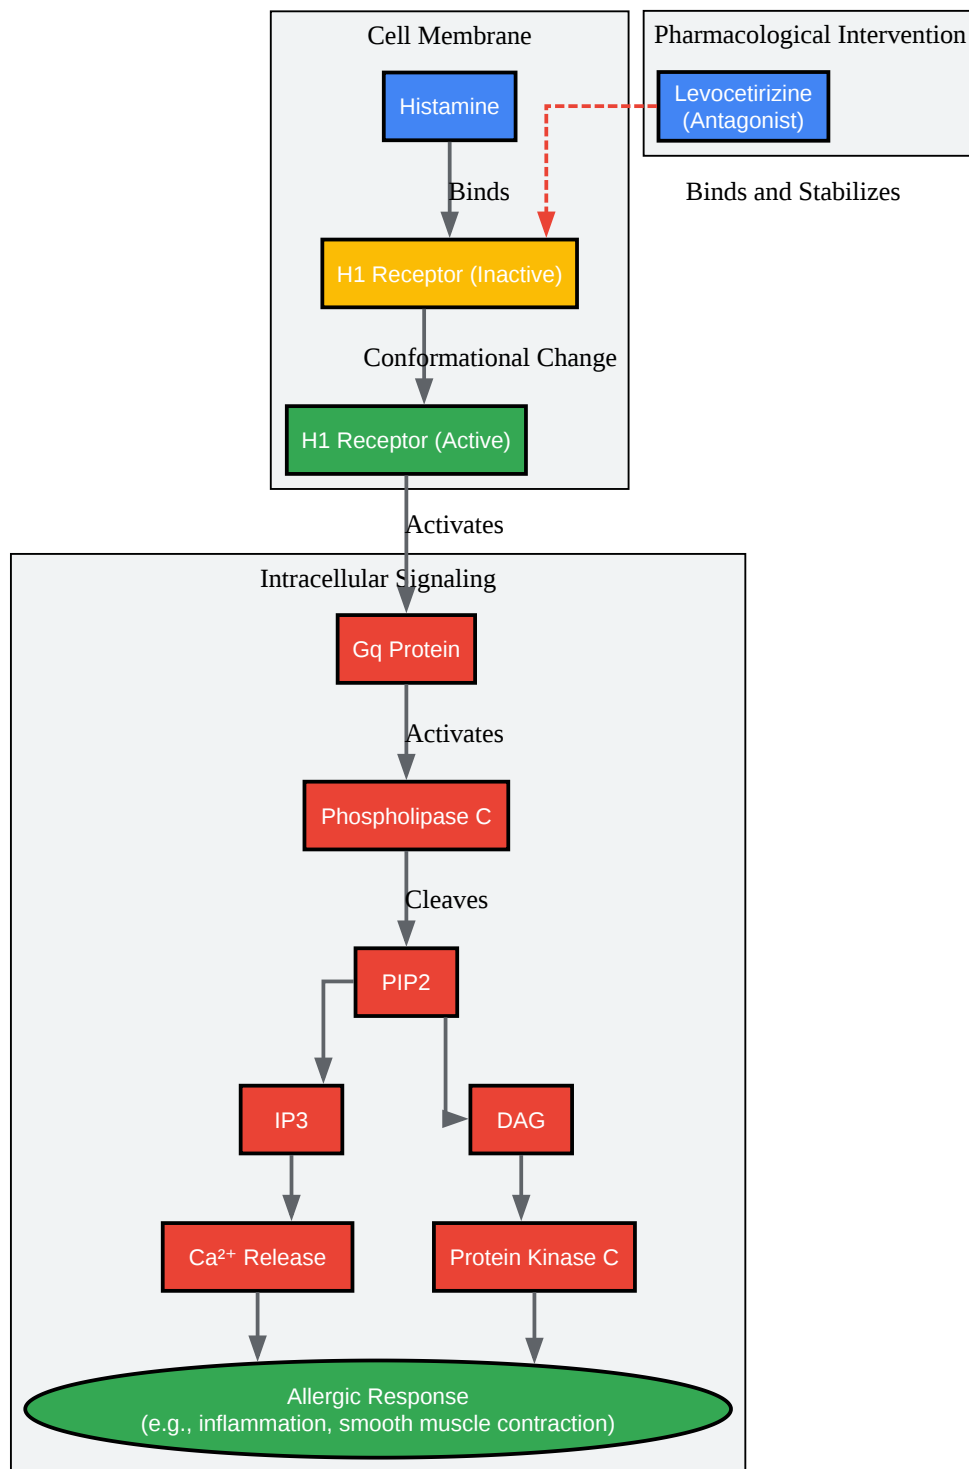 Cell Membrane
Pharmacological Intervention
Histamine
Levocetirizine
(Antagonist)
Binds
Binds and Stabilizes
H1 Receptor (Inactive)
Conformational Change
H1 Receptor (Active)
Activates
Intracellular Signaling
Gq Protein
Activates
Phospholipase C
Cleaves
PIP2
IP3
DAG
Ca²⁺ Release
Protein Kinase C
Allergic Response
(e.g., inflammation, smooth muscle contraction)